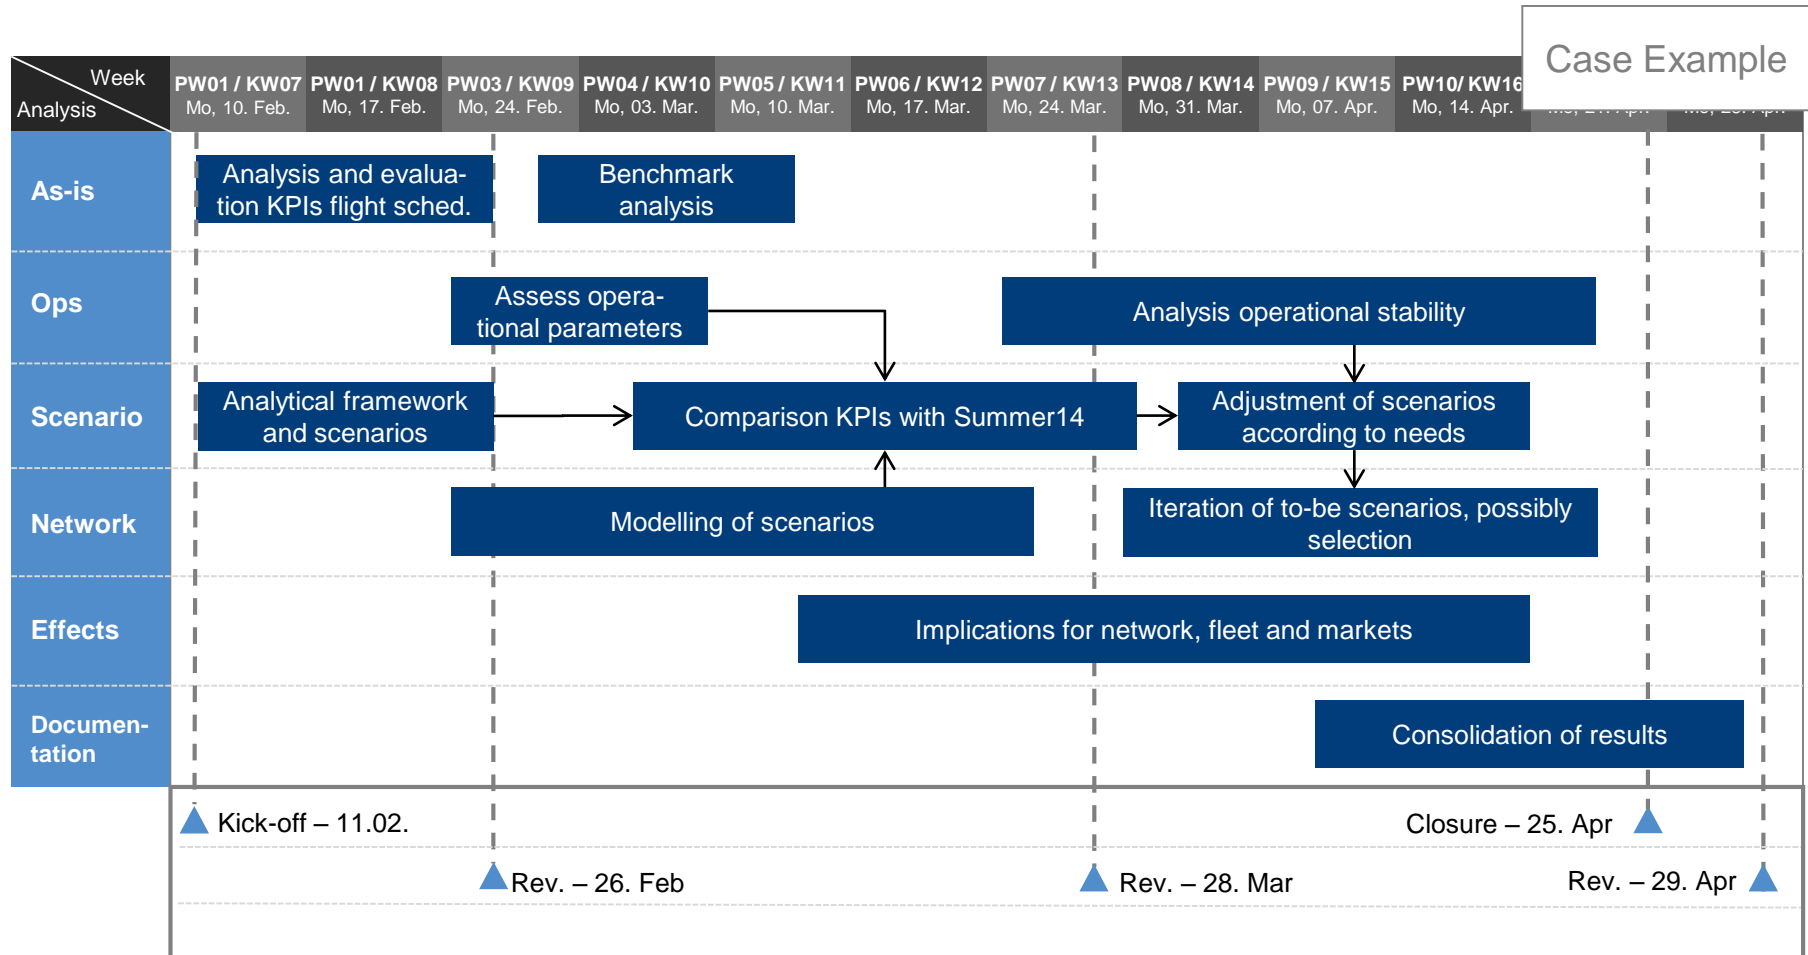 Case Example
Week
Analysis
PW01 / KW07
Mo, 10. Feb.
PW01 / KW08
Mo, 17. Feb.
PW03 / KW09
Mo, 24. Feb.
PW04 / KW10
Mo, 03. Mar.
PW05 / KW11
Mo, 10. Mar.
PW06 / KW12
Mo, 17. Mar.
PW07 / KW13
Mo, 24. Mar.
PW08 / KW14
Mo, 31. Mar.
PW09 / KW15
Mo, 07. Apr.
PW10/ KW16
Mo, 14. Apr.
As-is
Analysis and evalua-
tion KPIs flight sched.
Benchmark
analysis
Ops
Assess opera-
tional parameters
Analysis operational stability
Scenario
Analytical framework
and scenarios
Comparison KPIs with Summer14
Adjustment of scenarios
according to needs
Network
Modelling of scenarios
Iteration of to-be scenarios, possibly
selection
Effects
Implications for network, fleet and markets
Documen-
tation
Consolidation of results
Kick-off – 11.02.
Closure – 25. Apr
Rev. – 26. Feb
Rev. – 28. Mar
Rev. – 29. Apr